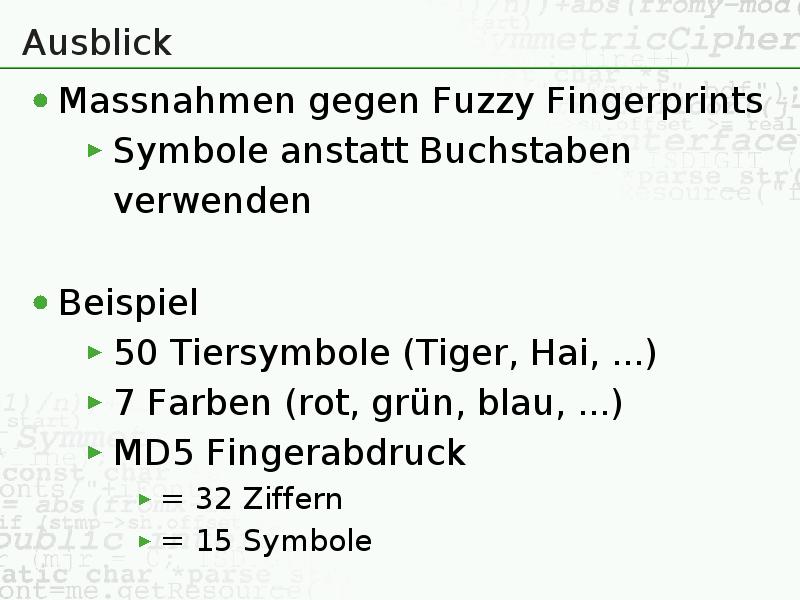 Ausblick
Massnahmen gegen Fuzzy Fingerprints
Symbole anstatt Buchstaben
verwenden
Beispiel
50 Tiersymbole (Tiger, Hai, ...)
7 Farben (rot, grün, blau, ...)
MD5 Fingerabdruck
= 32 Ziffern
= 15 Symbole